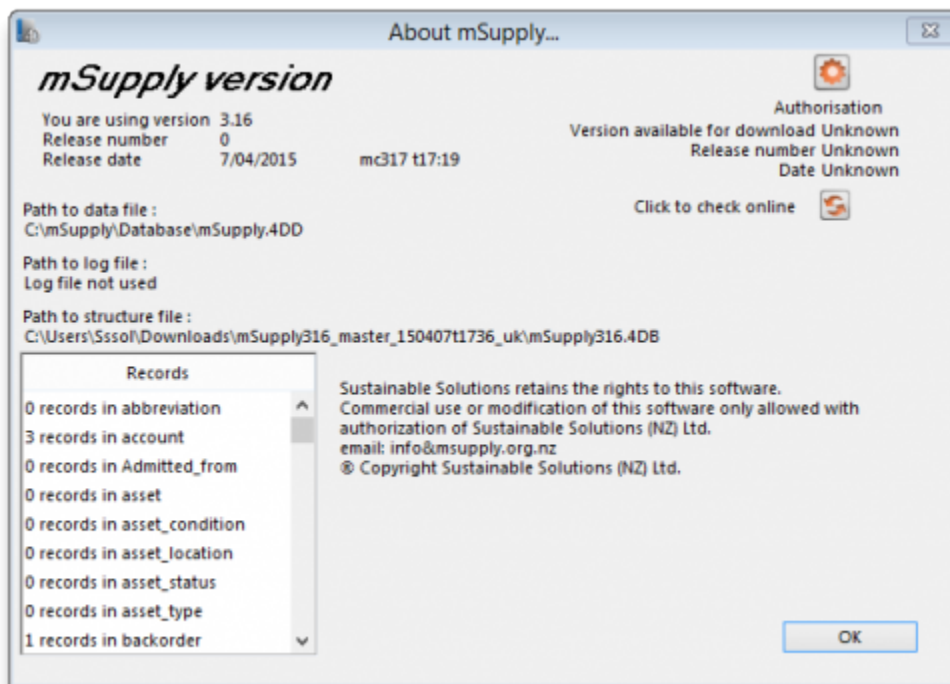 About mSupply...
mSupply version
You are using version 3.16
Release number 0
Release date 7/04/2015 mc317 t17:19
Authorisation
Version available for download Unknown
Release number Unknown
Date Unknown
Click to check online
Path to data file :
C:\mSupply\Database\mSupply.4DD
Path to log file :
Log file not used
Path to structure file :
C:\Users\Sssol\Downloads\mSupply316_master_150407t1736_uk\mSupply316.4DB
Records
0 records in abbreviation
3 records in account
0 records in Admitted_from
0 records in asset
0 records in asset_condition
0 records in asset_location
0 records in asset_status
0 records in asset_type
1 records in backorder
Sustainable Solutions retains the rights to this software.
Commercial use or modification of this software only allowed with
authorization of Sustainable Solutions (NZ) Ltd.
email: info@msupply.org.nz
® Copyright Sustainable Solutions (NZ) Ltd.
OK